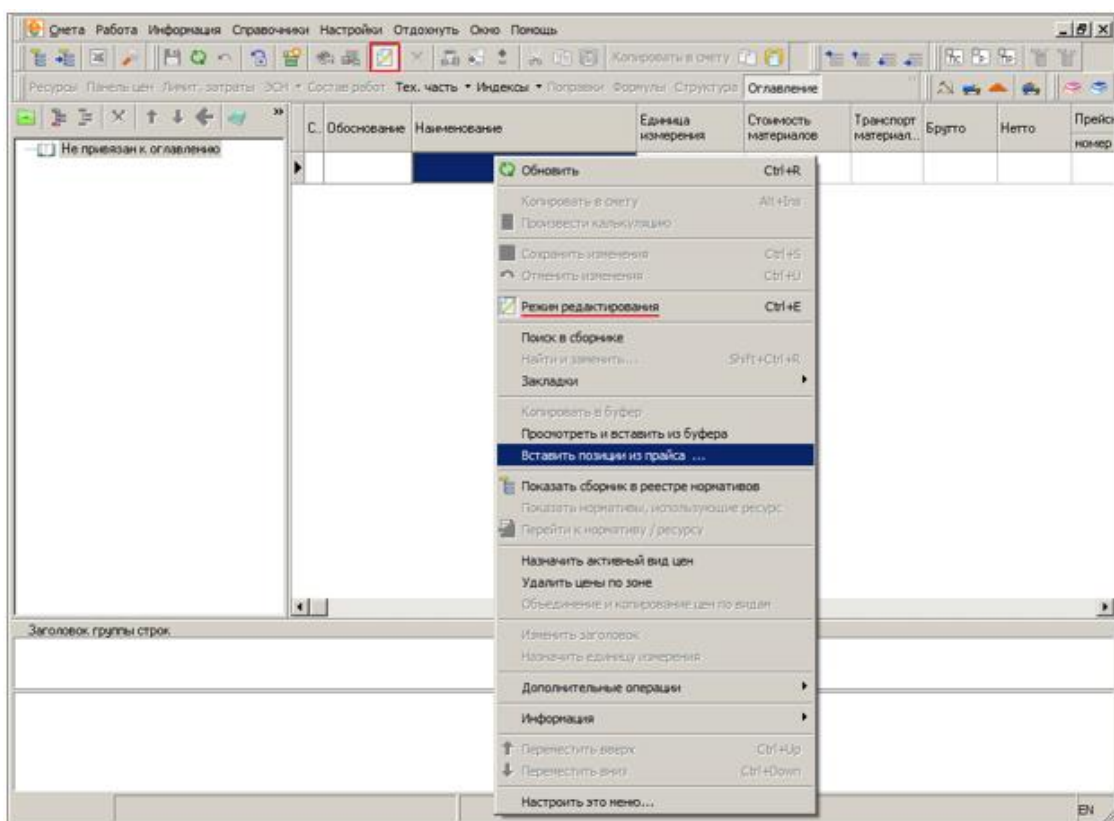 Смета Работа Информация Справочники Настройки Отдохнуть Окно Помощь
Копировать в смету
Ресурсы Панель цен Лимит. затраты ЗСН Состав работ Тех. часть Индексы Поправки Формулы Структура Оглавление
Не привязан к оглавлению
С.. Обоснование Наименование Единица измерения Стоимость материалов Транспорт материал... Брутто Нетто Прейск номер
Обновить Ctrl+R
Копировать в смету Alt+Ins
Произвести калькуляцию
Сохранить изменения Ctrl+S
Отменить изменения Ctrl+U
Режим редактирования Ctrl+E
Поиск в сборнике
Найти и заменить... Shift+Ctrl+R
Закладки
Копировать в буфер
Просмотреть и вставить из буфера
Вставить позиции из прайса ...
Показать сборник в реестре нормативов
Показать нормативы, использующие ресурс
Перейти к нормативу / ресурсу
Назначить активный вид цен
Удалить цены по зоне
Объединение и копирование цен по видам
Заголовок группы строк
Изменить заголовок
Назначить единицу измерения
Дополнительные операции
Информация
Переместить вверх Ctrl+Up
Переместить вниз Ctrl+Down
Настроить это меню...
EN